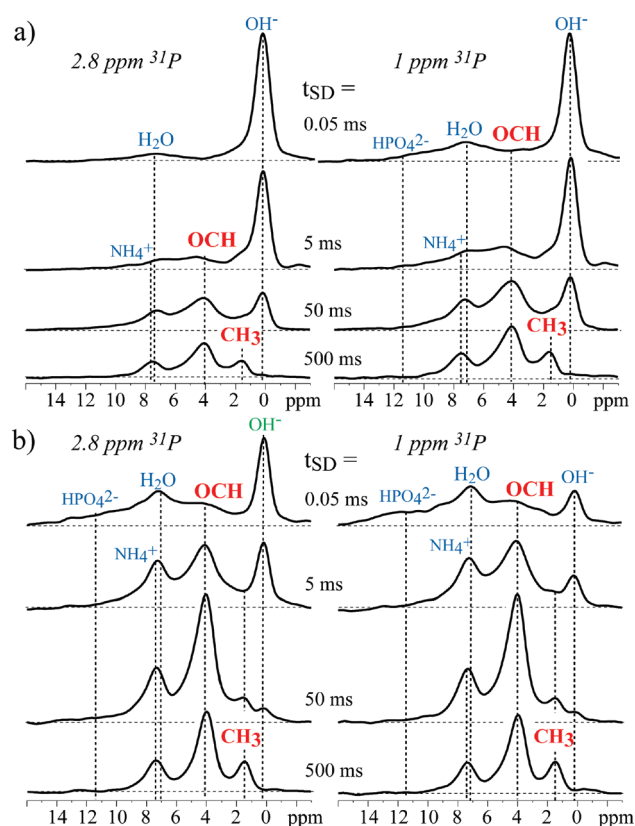 a)
2.8 ppm ³¹P
1 ppm ³¹P
OH⁻
OH⁻
tSD =
0.05 ms
H₂O
HPO₄²⁻
H₂O
OCH
NH₄⁺
OCH
5 ms
NH₄⁺
50 ms
CH₃
500 ms
CH₃
14 12 10 8 6 4 2 0 ppm
14 12 10 8 6 4 2 0 ppm
b)
2.8 ppm ³¹P
1 ppm ³¹P
OH⁻
tSD =
0.05 ms
HPO₄²⁻
H₂O
OCH
HPO₄²⁻
H₂O
OCH
OH⁻
NH₄⁺
5 ms
NH₄⁺
50 ms
CH₃
500 ms
CH₃
14 12 10 8 6 4 2 0 ppm
14 12 10 8 6 4 2 0 ppm